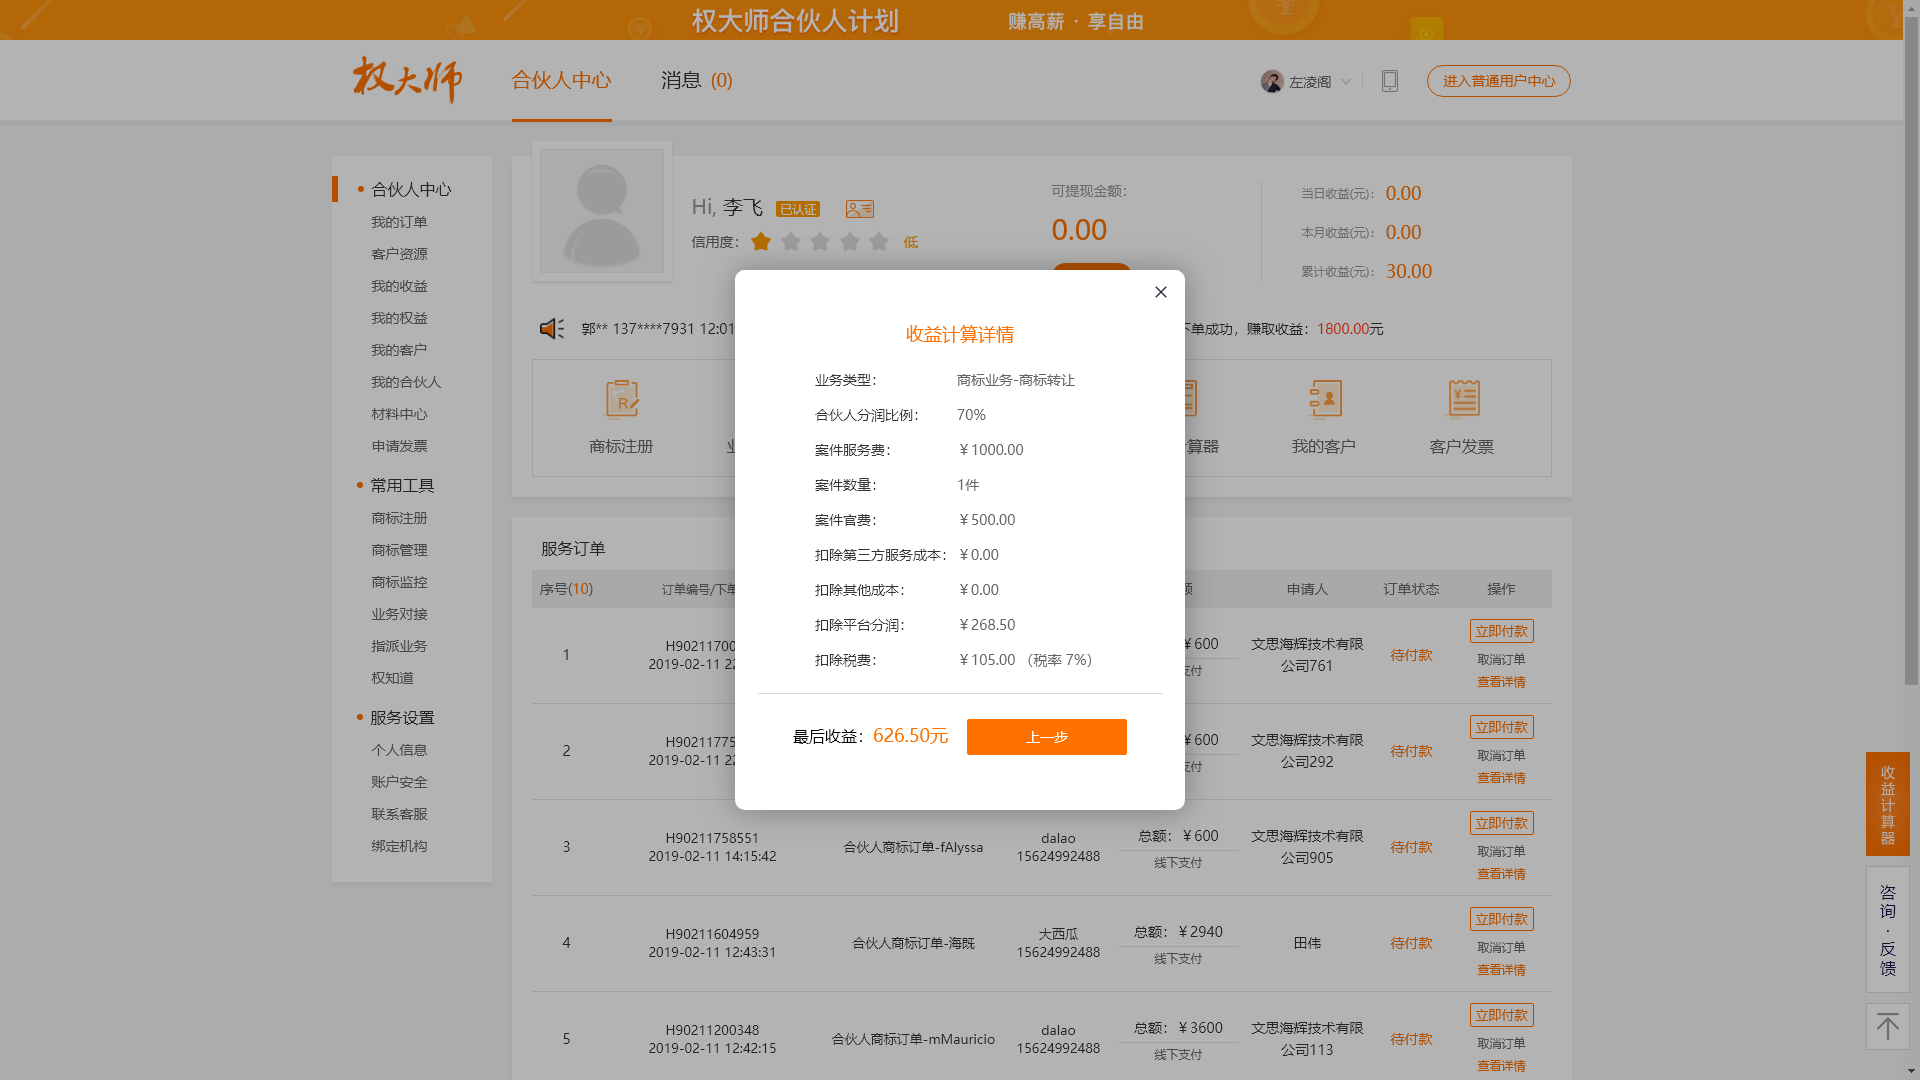 权大师合伙人计划 赚高薪 · 享自由
权大师 合伙人中心 消息 (0) 左凌阁 进入普通用户中心
合伙人中心
我的订单
客户资源
我的收益
我的权益
我的客户
我的合伙人
材料中心
申请发票
常用工具
商标注册
商标管理
商标监控
业务对接
指派业务
权知道
服务设置
个人信息
账户安全
联系客服
绑定机构
Hi, 李飞 已认证
信用度： 低
可提现金额：
0.00
当日收益(元)： 0.00
本月收益(元)： 0.00
累计收益(元)： 30.00
郭** 137****7931 12:01
下单成功，赚取收益：1800.00元
商标注册
算器
我的客户
客户发票
收益计算详情
业务类型： 商标业务-商标转让
合伙人分润比例： 70%
案件服务费： ￥1000.00
案件数量： 1件
案件官费： ￥500.00
扣除第三方服务成本： ￥0.00
扣除其他成本： ￥0.00
扣除平台分润： ￥268.50
扣除税费： ￥105.00 （税率 7%）
最后收益：626.50元 上一步
服务订单
序号(10) 订单编号/下单 额 申请人 订单状态 操作
1 H90211700
2019-02-11 22
￥600
支付
文思海辉技术有限
公司761
待付款
立即付款
取消订单
查看详情
2 H90211775
2019-02-11 22
￥600
支付
文思海辉技术有限
公司292
待付款
立即付款
取消订单
查看详情
3 H90211758551
2019-02-11 14:15:42
合伙人商标订单-fAlyssa
dalao
15624992488
总额：￥600
线下支付
文思海辉技术有限
公司905
待付款
立即付款
取消订单
查看详情
4 H90211604959
2019-02-11 12:43:31
合伙人商标订单-海既
大西瓜
15624992488
总额：￥2940
线下支付
田伟
待付款
立即付款
取消订单
查看详情
5 H90211200348
2019-02-11 12:42:15
合伙人商标订单-mMauricio
dalao
15624992488
总额：￥3600
线下支付
文思海辉技术有限
公司113
待付款
立即付款
取消订单
查看详情
收益计算器
咨询·反馈